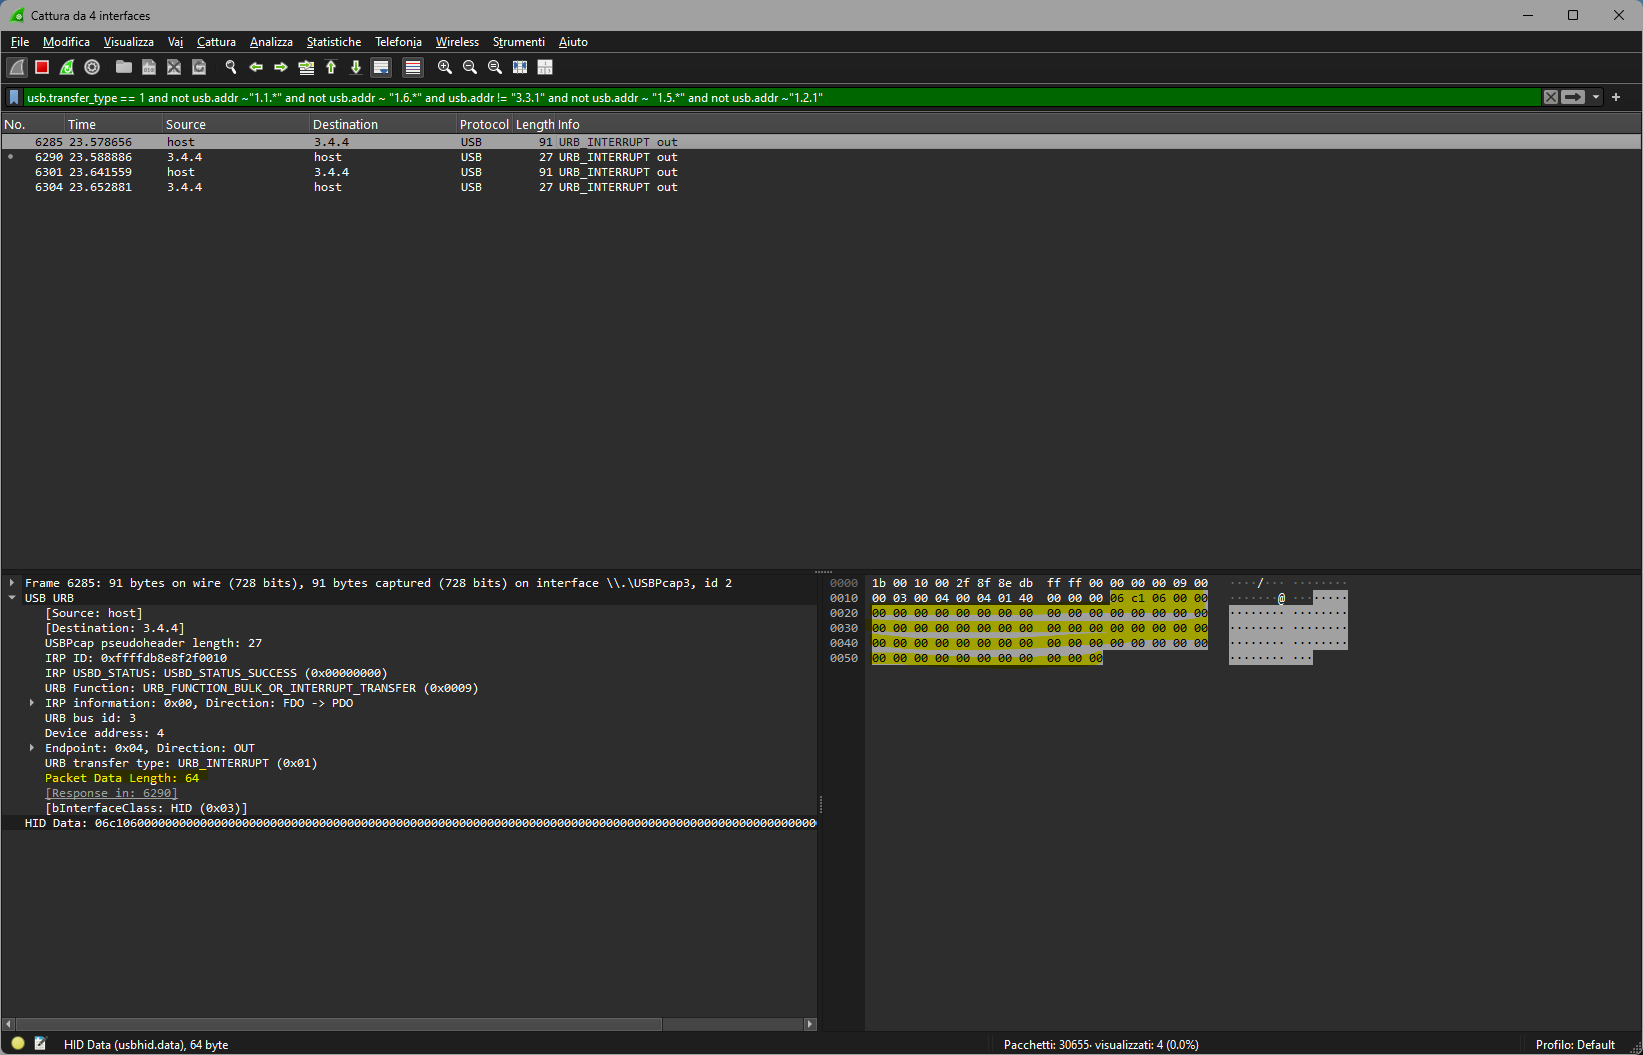 Cattura da 4 interfaces
File Modifica Visualizza Vai Cattura Analizza Statistiche Telefonia Wireless Strumenti Aiuto
usb.transfer_type == 1 and not usb.addr ~"1.1.*" and not usb.addr ~ "1.6.*" and usb.addr != "3.3.1" and not usb.addr ~ "1.5.*" and not usb.addr ~"1.2.1"
No. Time Source Destination Protocol Length Info
6285 23.578656 host 3.4.4 USB 91 URB_INTERRUPT out
6290 23.588886 3.4.4 host USB 27 URB_INTERRUPT out
6301 23.641559 host 3.4.4 USB 91 URB_INTERRUPT out
6304 23.652881 3.4.4 host USB 27 URB_INTERRUPT out
Frame 6285: 91 bytes on wire (728 bits), 91 bytes captured (728 bits) on interface \\.\USBPcap3, id 2
USB URB
[Source: host]
[Destination: 3.4.4]
USBPcap pseudoheader length: 27
IRP ID: 0xffffdb8e8f2f0010
IRP USBD_STATUS: USBD_STATUS_SUCCESS (0x00000000)
URB Function: URB_FUNCTION_BULK_OR_INTERRUPT_TRANSFER (0x0009)
IRP information: 0x00, Direction: FDO -> PDO
URB bus id: 3
Device address: 4
Endpoint: 0x04, Direction: OUT
URB transfer type: URB_INTERRUPT (0x01)
Packet Data Length: 64
[Response in: 6290]
[bInterfaceClass: HID (0x03)]
HID Data: 06c10600000000000000000000000000000000000000000000000000000000000000000000000000000000000000000000000000
0000 1b 00 10 00 2f 8f 8e db ff ff 00 00 00 00 09 00 ····/··· ········
0010 00 03 00 04 00 04 01 40 00 00 00 06 c1 06 00 00 ·······@ ········
0020 00 00 00 00 00 00 00 00 00 00 00 00 00 00 00 00 ········ ········
0030 00 00 00 00 00 00 00 00 00 00 00 00 00 00 00 00 ········ ········
0040 00 00 00 00 00 00 00 00 00 00 00 00 00 00 00 00 ········ ········
0050 00 00 00 00 00 00 00 00 00 00 00 ········ ···
HID Data (usbhid.data), 64 byte
Pacchetti: 30655· visualizzati: 4 (0.0%)
Profilo: Default